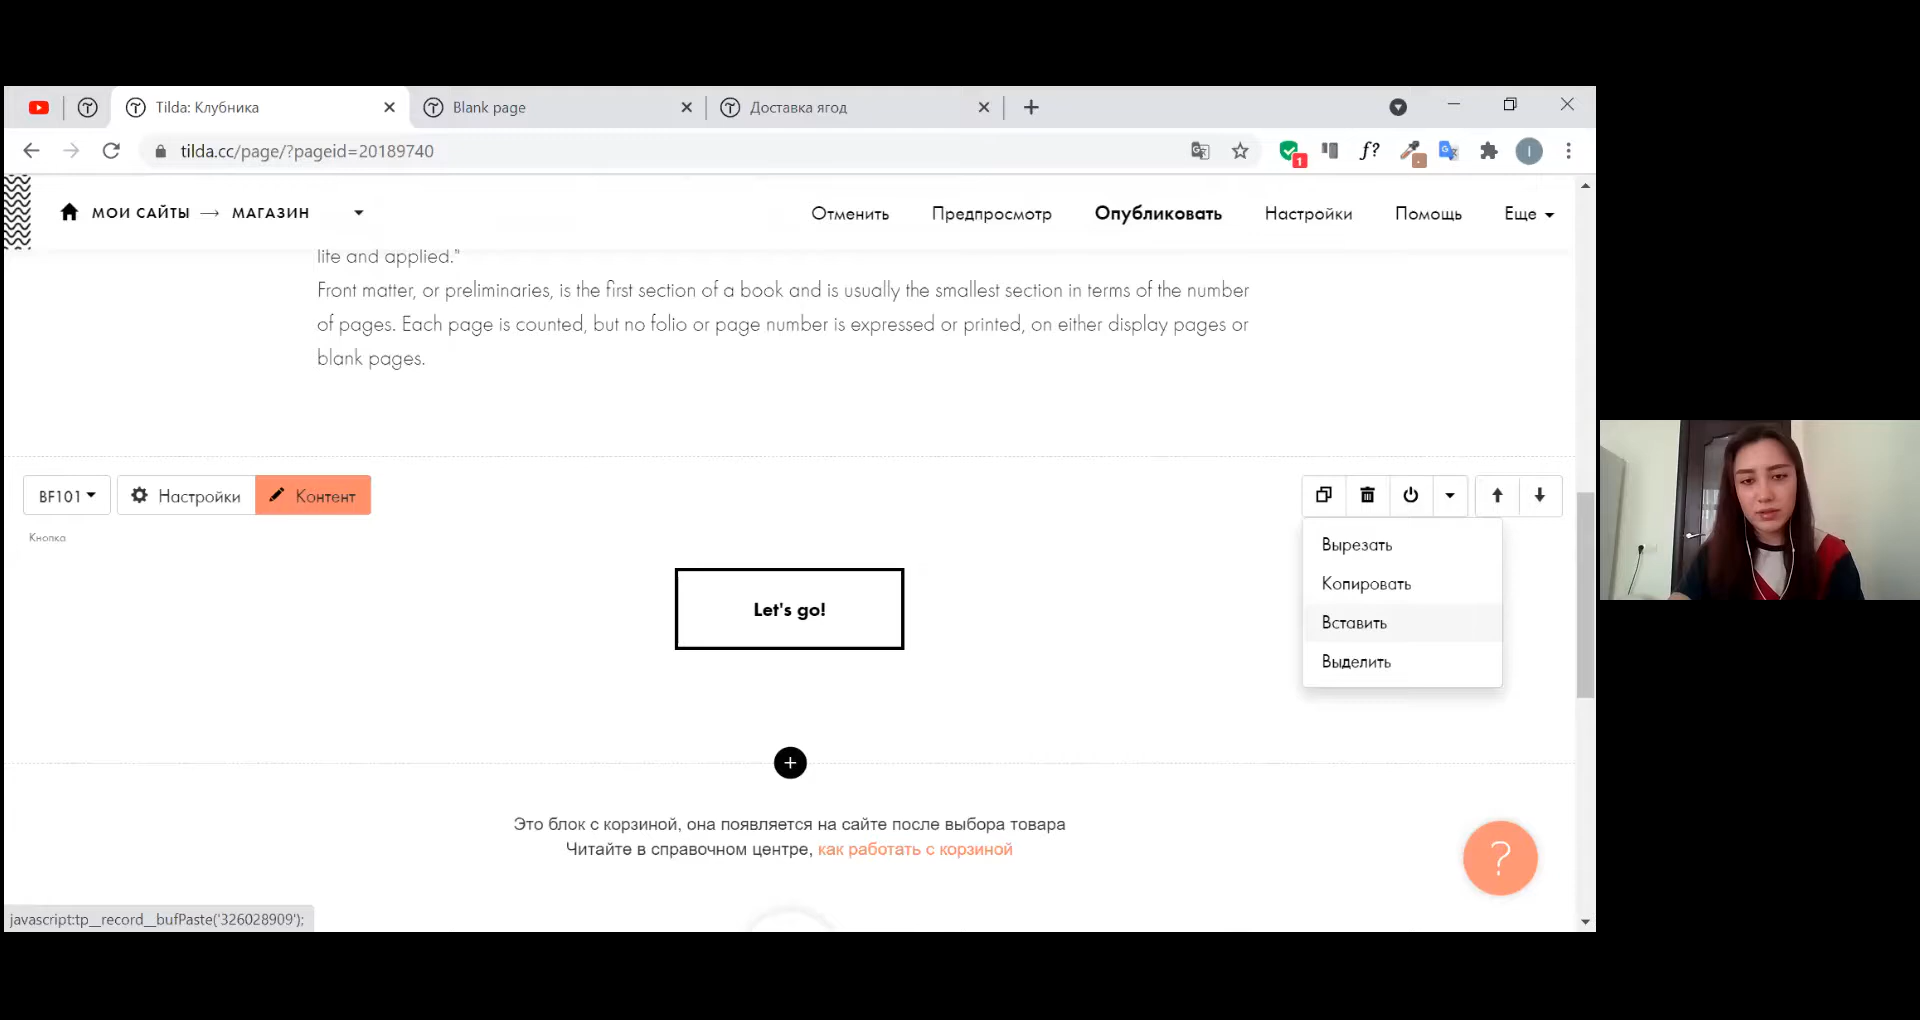 Tilda: Клубника
Blank page
Доставка ягод
tilda.cc/page/?pageid=20189740
1
f?
I
МОИ САЙТЫ → МАГАЗИН
Отменить
Предпросмотр
Опубликовать
Настройки
Помощь
Еще
life and applied."
Front matter, or preliminaries, is the first section of a book and is usually the smallest section in terms of the number
of pages. Each page is counted, but no folio or page number is expressed or printed, on either display pages or
blank pages.
BF101
Настройки
Контент
Кнопка
Вырезать
Копировать
Вставить
Выделить
Let's go!
Это блок с корзиной, она появляется на сайте после выбора товара
Читайте в справочном центре, как работать с корзиной
?
javascript:tp__record__bufPaste('326028909');